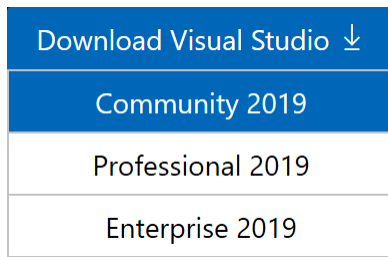 Download Visual Studio
Community 2019
Professional 2019
Enterprise 2019